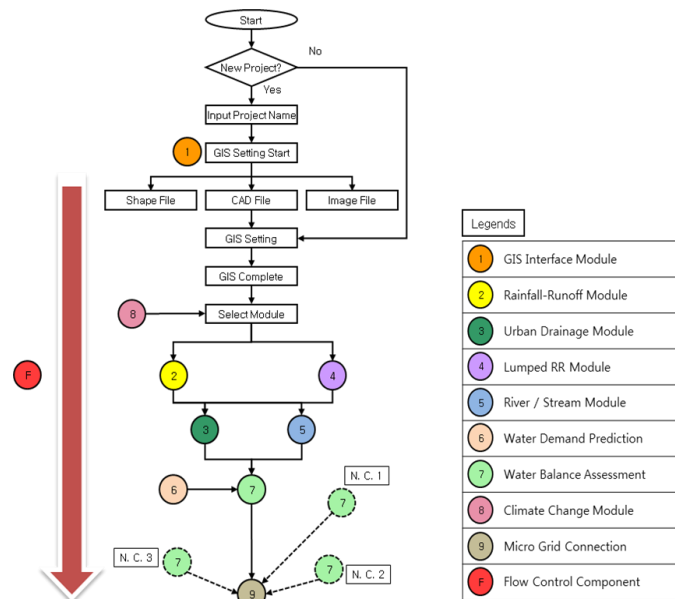 Start
New Project?
No
Yes
Input Project Name
1
GIS Setting Start
Shape File
CAD File
Image File
GIS Setting
GIS Complete
8
Select Module
F
2
4
3
5
6
7
N. C. 1
7
N. C. 3
7
7
N. C. 2
9
Legends
1 GIS Interface Module
2 Rainfall-Runoff Module
3 Urban Drainage Module
4 Lumped RR Module
5 River / Stream Module
6 Water Demand Prediction
7 Water Balance Assessment
8 Climate Change Module
9 Micro Grid Connection
F Flow Control Component